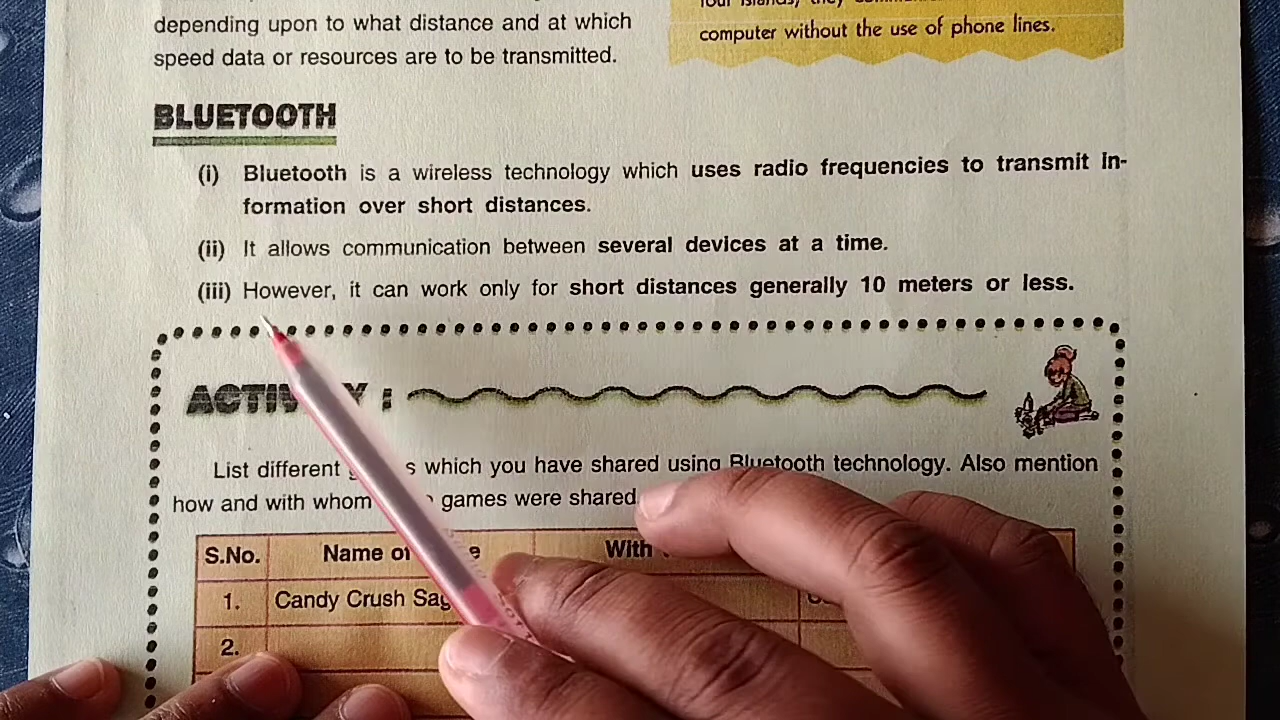 depending upon to what distance and at which
speed data or resources are to be transmitted.
computer without the use of phone lines.
BLUETOOTH
(i) Bluetooth is a wireless technology which uses radio frequencies to transmit in-
formation over short distances.
(ii) It allows communication between several devices at a time.
(iii) However, it can work only for short distances generally 10 meters or less.
ACTIVITY :
List different which you have shared using Bluetooth technology. Also mention
how and with whom games were shared.
S.No. Name of With
1. Candy Crush
2.